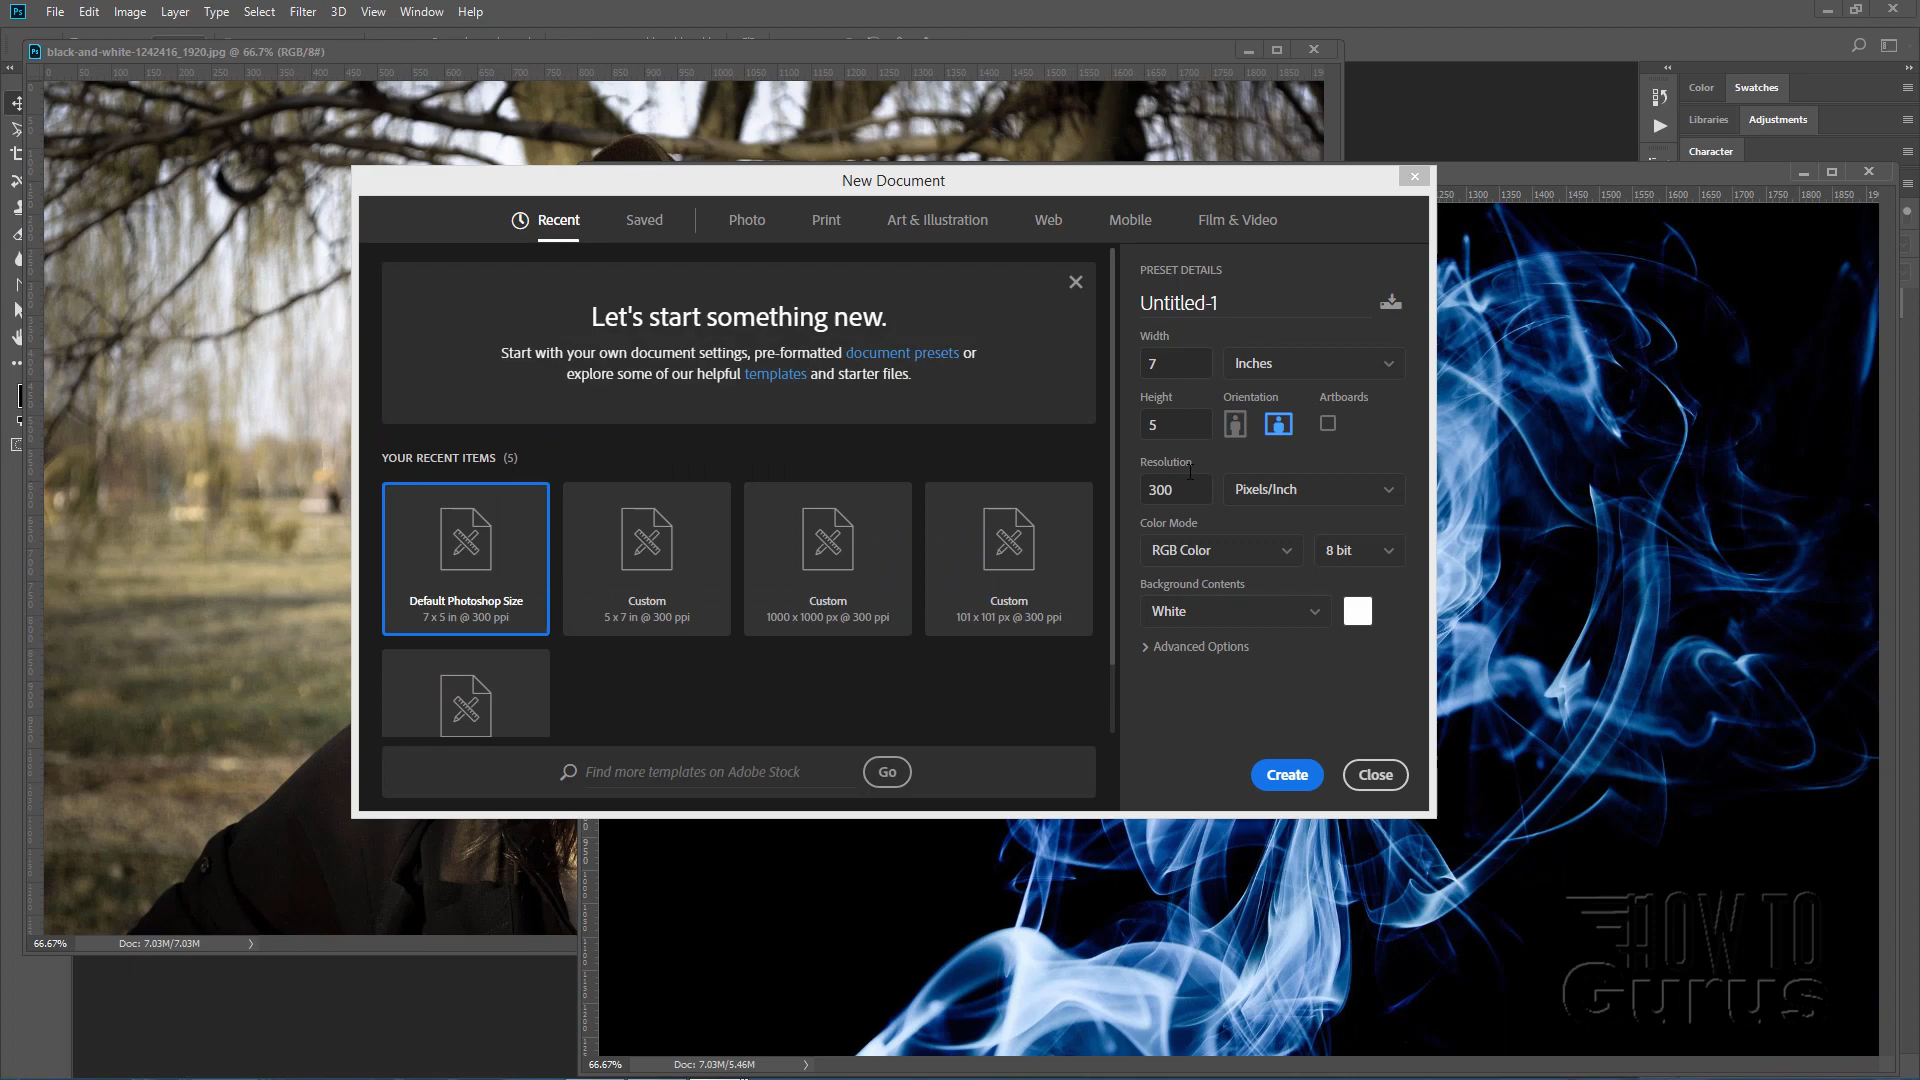 File Edit Image Layer Type Select Filter 3D View Window Help
black-and-white-1242416_1920.jpg @ 66.7% (RGB/8#)
Color Swatches
Libraries Adjustments
Character
New Document
Recent Saved Photo Print Art & Illustration Web Mobile Film & Video
Let's start something new.
Start with your own document settings, pre-formatted document presets or
explore some of our helpful templates and starter files.
YOUR RECENT ITEMS (5)
Default Photoshop Size
7 x 5 in @ 300 ppi
Custom
5 x 7 in @ 300 ppi
Custom
1000 x 1000 px @ 300 ppi
Custom
101 x 101 px @ 300 ppi
Find more templates on Adobe Stock
Go
PRESET DETAILS
Untitled-1
Width
7 Inches
Height Orientation Artboards
5
Resolution
300 Pixels/Inch
Color Mode
RGB Color 8 bit
Background Contents
White
Advanced Options
Create Close
66.67% Doc: 7.03M/7.03M
66.67% Doc: 7.03M/5.46M
HOW TO
Gurus